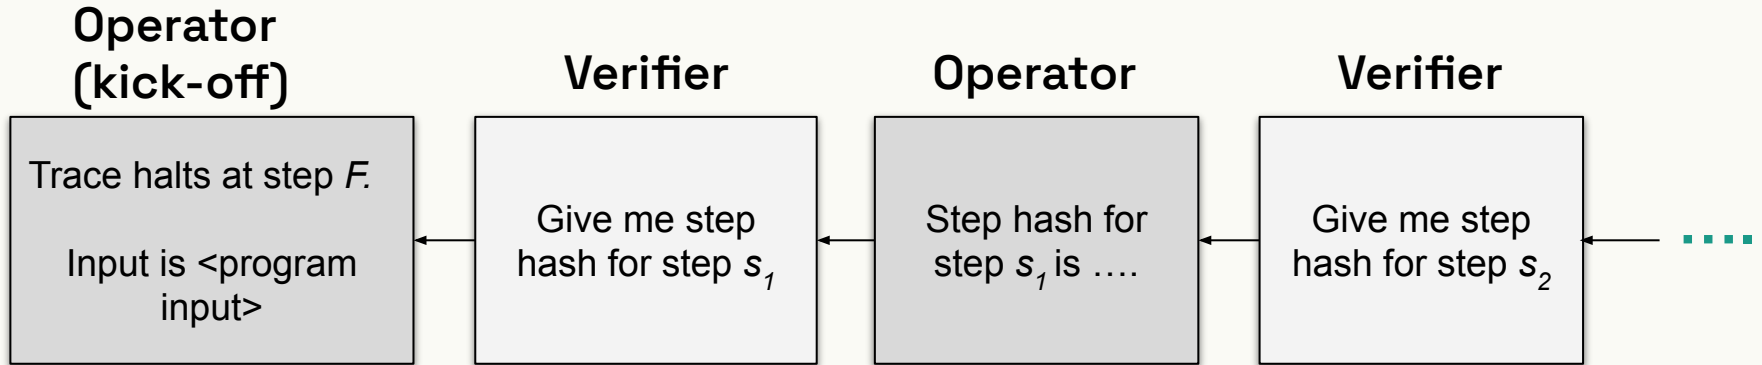 Operator
(kick-off)
Verifier
Operator
Verifier
Trace halts at step F.
Input is <program
input>
Give me step
hash for step s₁
Step hash for
step s₁ is ….
Give me step
hash for step s₂